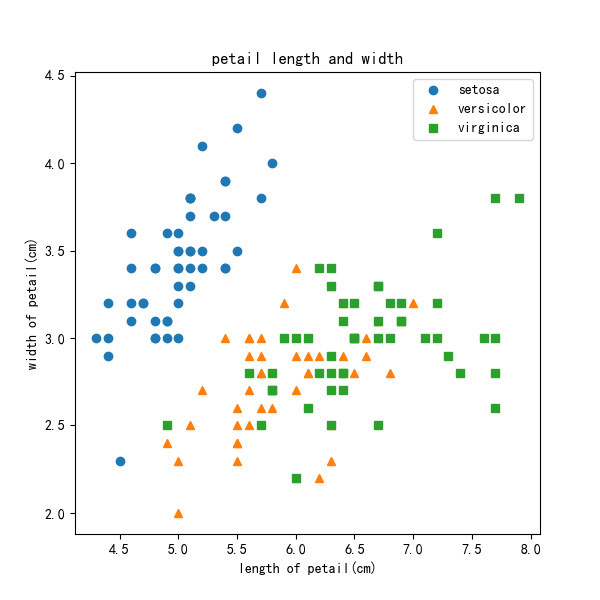 petail length and width
setosa
versicolor
virginica
4.5
4.0
3.5
3.0
2.5
2.0
width of petail(cm)
4.5 5.0 5.5 6.0 6.5 7.0 7.5 8.0
length of petail(cm)